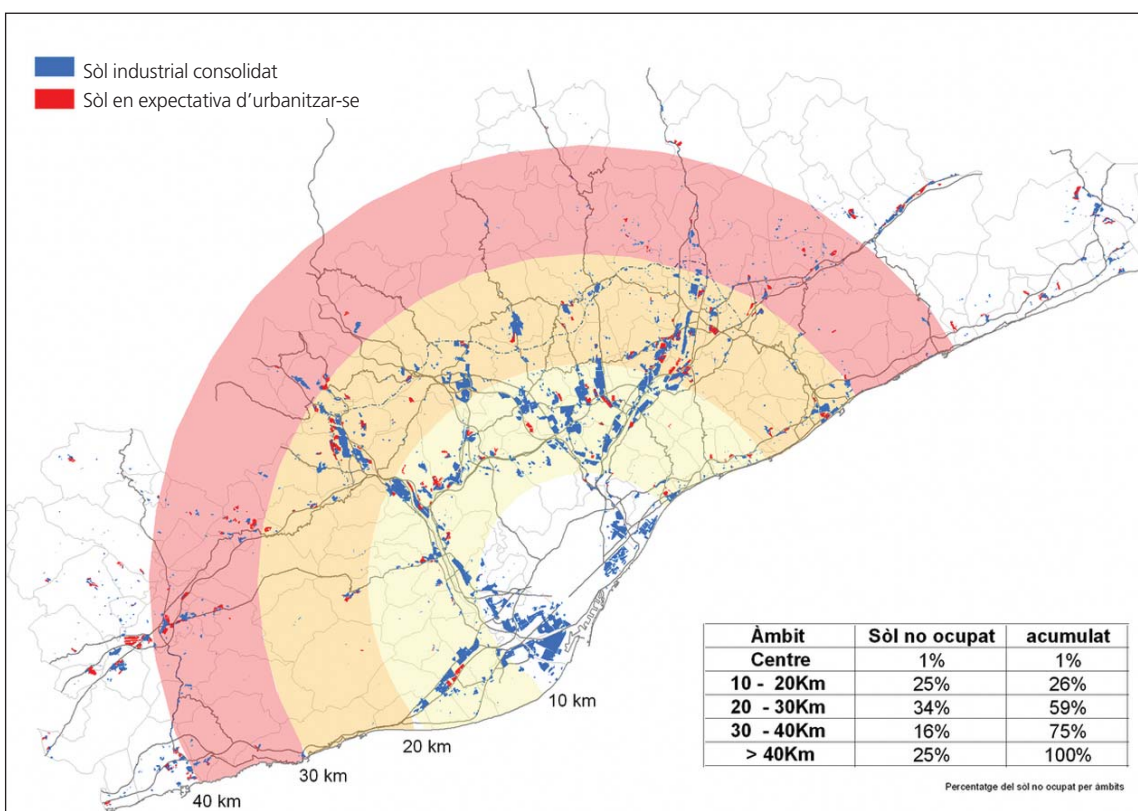 Sòl industrial consolidat
Sòl en expectativa d'urbanitzar-se
10 km
20 km
30 km
40 km
Àmbit Sòl no ocupat acumulat
Centre 1% 1%
10 - 20Km 25% 26%
20 - 30Km 34% 59%
30 - 40Km 16% 75%
> 40Km 25% 100%
Percentatge del sòl no ocupat per àmbits